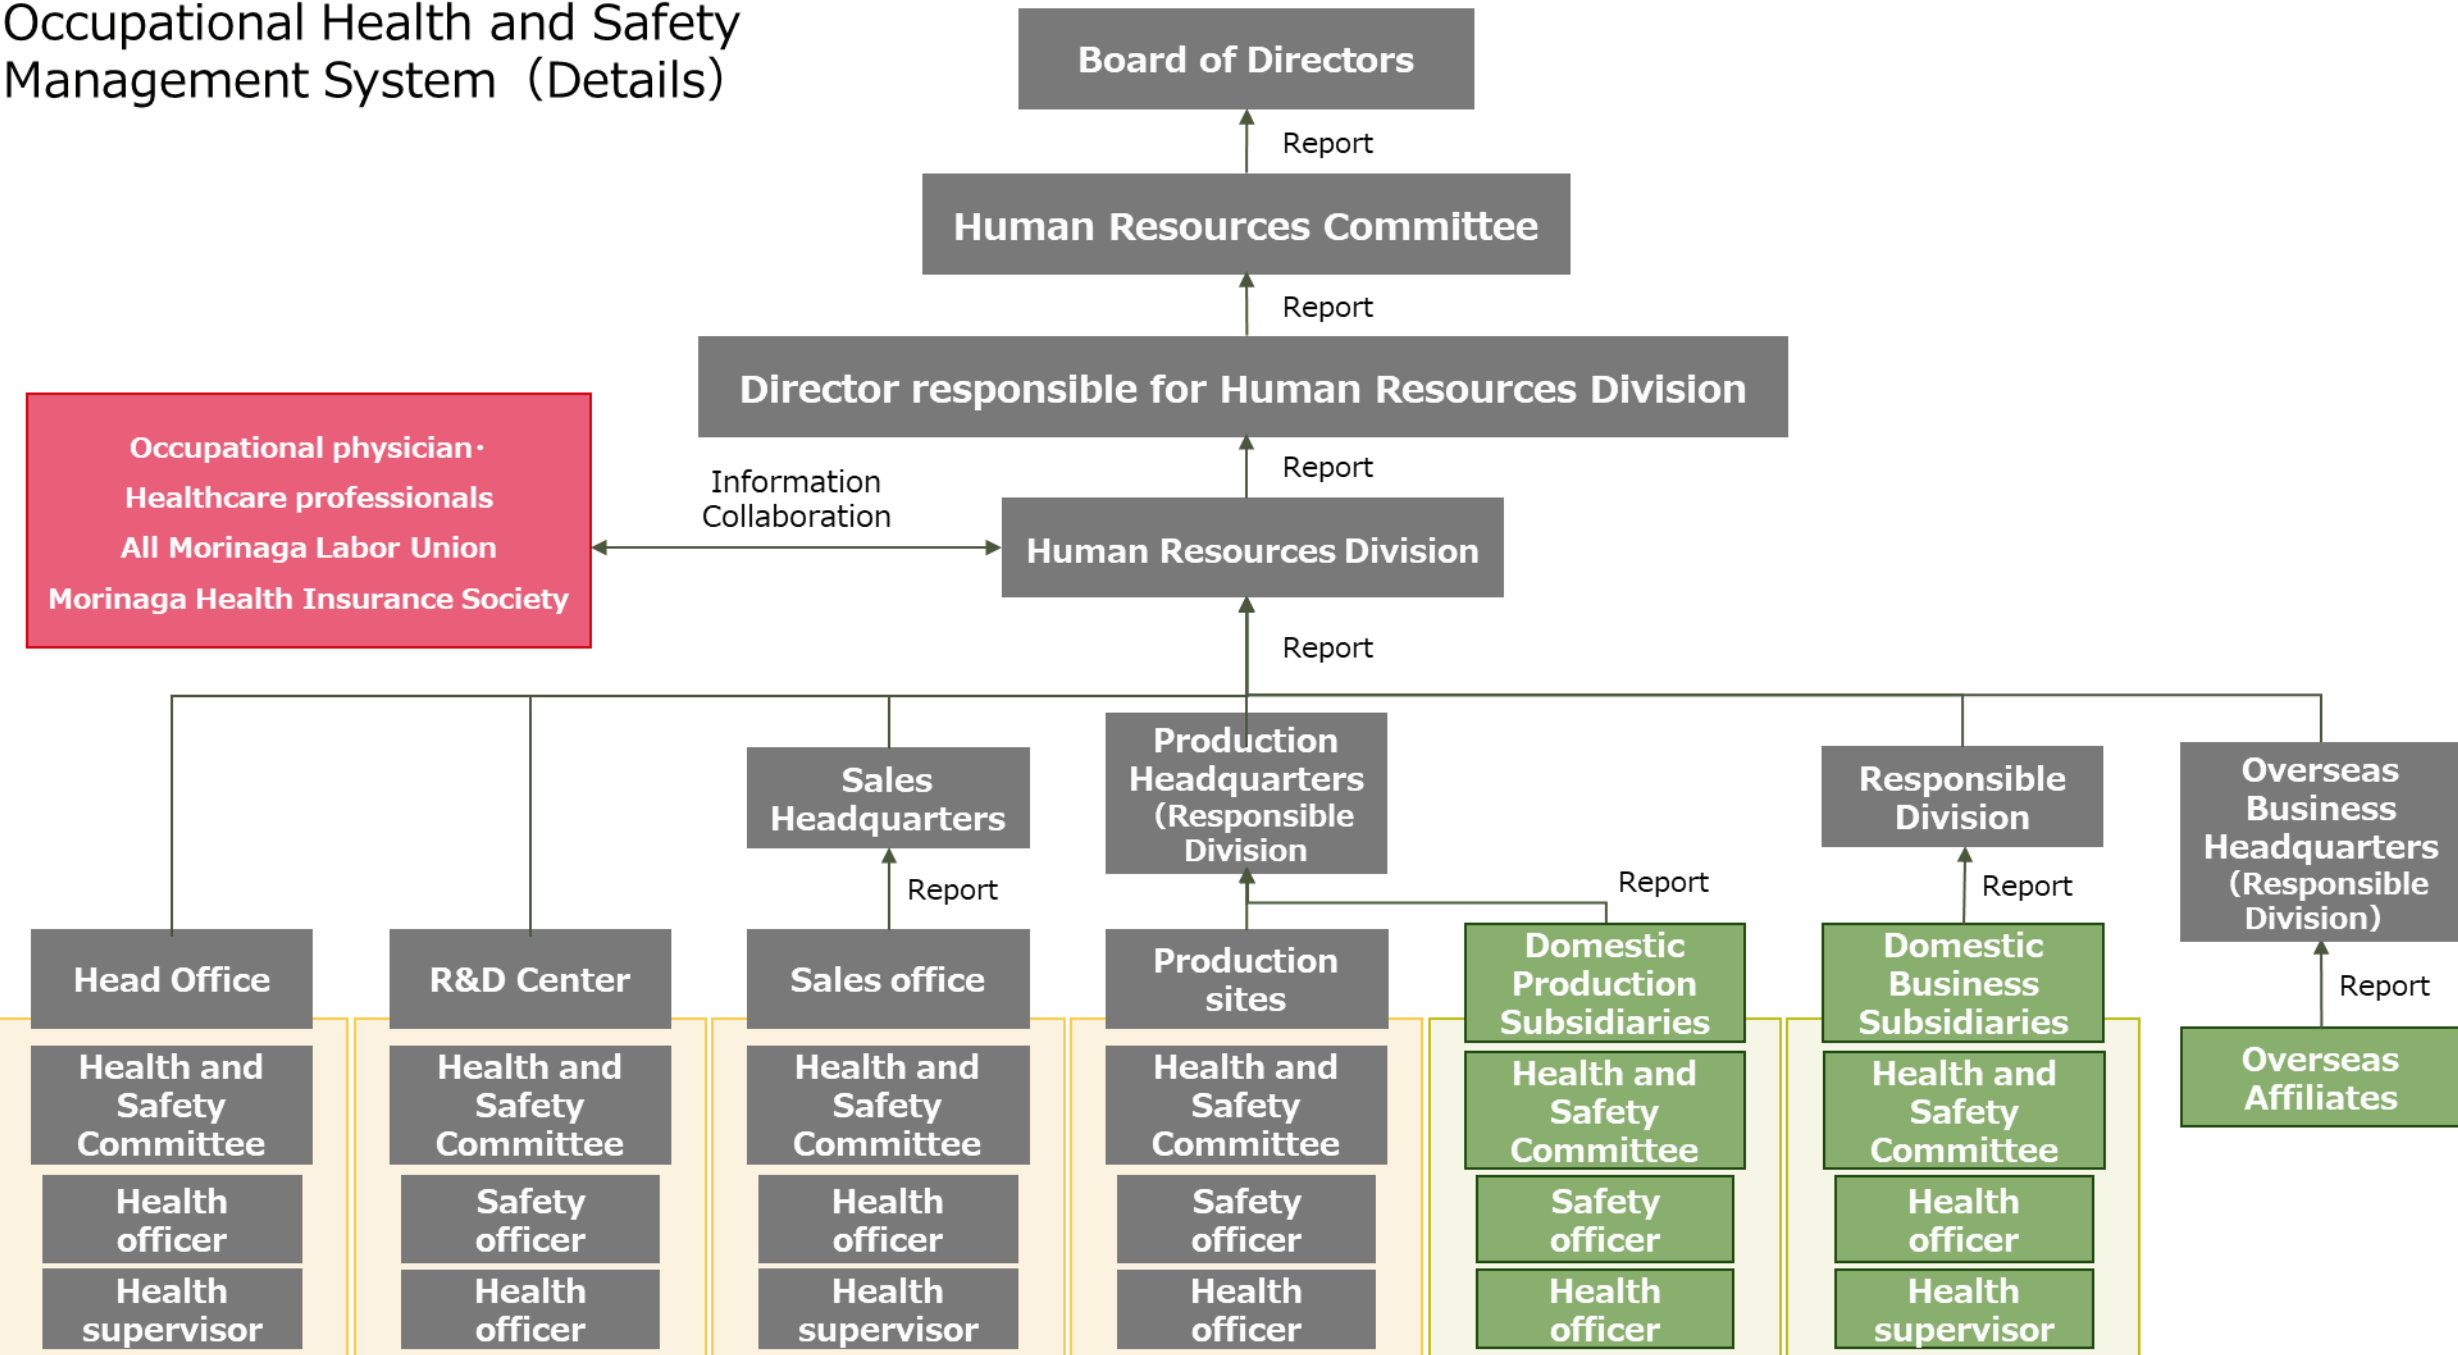 Occupational Health and Safety
Management System（Details）
Board of Directors
Report
Human Resources Committee
Report
Director responsible for Human Resources Division
Report
Occupational physician・
Healthcare professionals
All Morinaga Labor Union
Morinaga Health Insurance Society
Information
Collaboration
Human Resources Division
Report
Sales
Headquarters
Production
Headquarters
（Responsible
Division
Responsible
Division
Overseas
Business
Headquarters
（Responsible
Division）
Report
Report
Report
Report
Head Office
R&D Center
Sales office
Production
sites
Domestic
Production
Subsidiaries
Domestic
Business
Subsidiaries
Overseas
Affiliates
Health and
Safety
Committee
Health
officer
Health
supervisor
Health and
Safety
Committee
Safety
officer
Health
officer
Health and
Safety
Committee
Health
officer
Health
supervisor
Health and
Safety
Committee
Safety
officer
Health
officer
Health and
Safety
Committee
Safety
officer
Health
officer
Health and
Safety
Committee
Health
officer
Health
supervisor